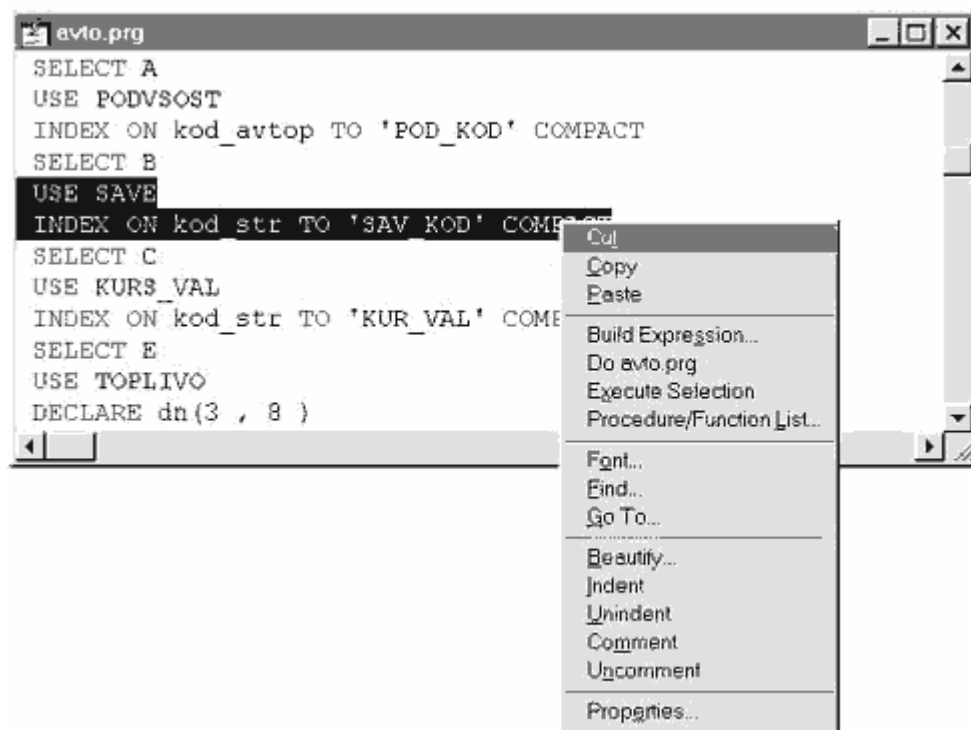 avto.prg
SELECT A
USE PODVSOST
INDEX ON kod_avtop TO 'POD_KOD' COMPACT
SELECT B
USE SAVE
INDEX ON kod_str TO 'SAV_KOD' COMPACT
SELECT C
USE KURS_VAL
INDEX ON kod_str TO 'KUR_VAL' COMP
SELECT E
USE TOPLIVO
DECLARE dn(3 , 8 )
Cut
Copy
Paste
Build Expression...
Do avto.prg
Execute Selection
Procedure/Function List...
Font...
Find...
Go To...
Beautify...
Indent
Unindent
Comment
Uncomment
Properties...